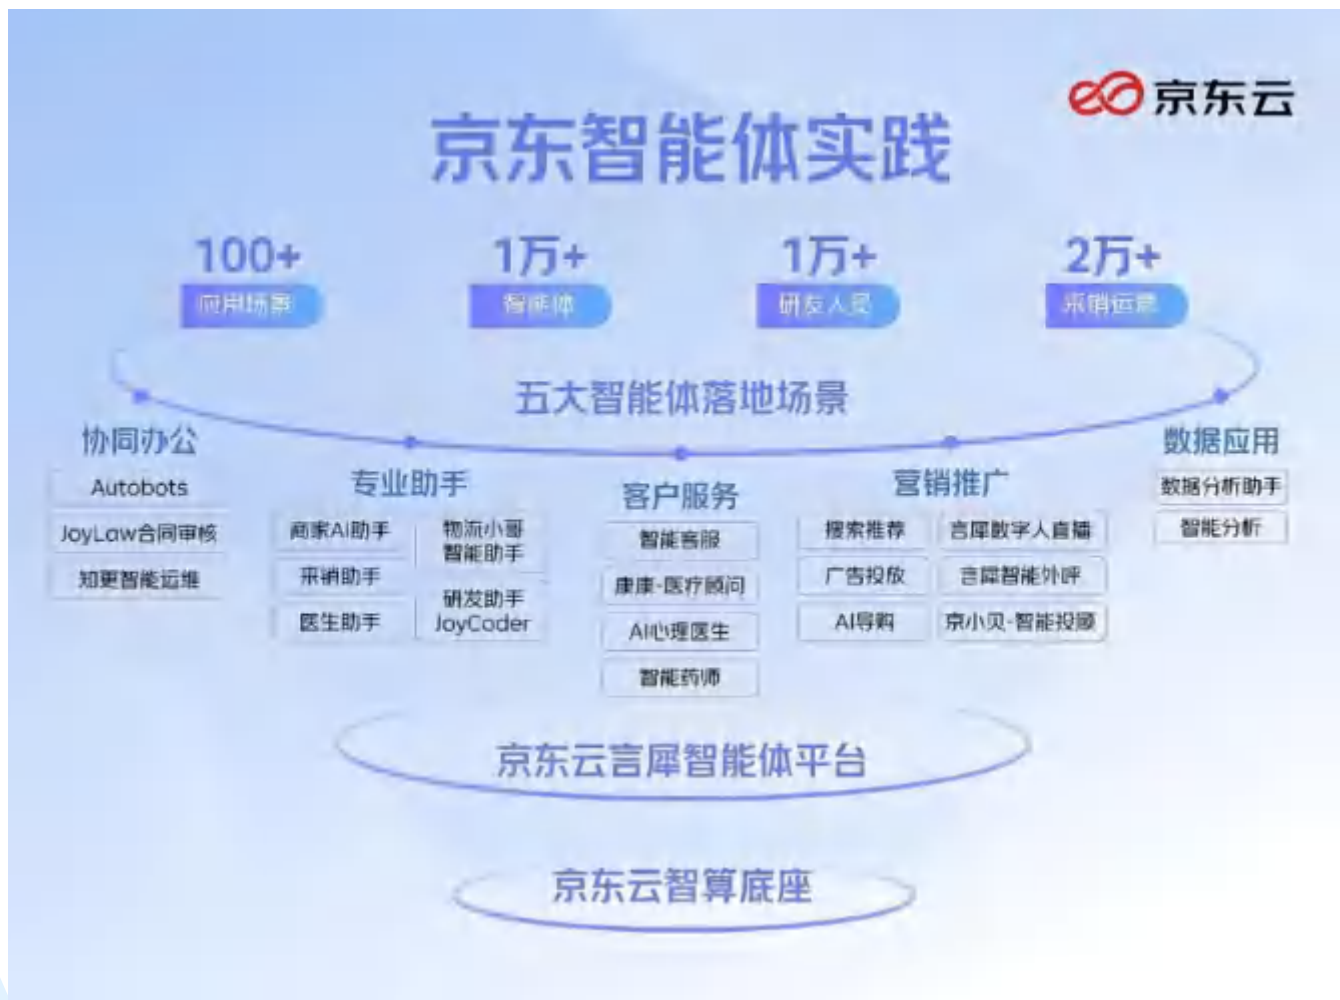 京东云
京东智能体实践
100+
1万+
1万+
2万+
应用场景
智能体
研发人员
采销运营
五大智能体落地场景
协同办公
Autobots
JoyLaw合同审核
知更智能运维
专业助手
商家AI助手
采销助手
医生助手
物流小哥
智能助手
研发助手
JoyCoder
客户服务
智能客服
康康-医疗顾问
AI心理医生
智能药师
营销推广
搜索推荐
广告投放
AI导购
言犀数字人直播
言犀智能外呼
京小贝-智能投顾
数据应用
数据分析助手
智能分析
京东云言犀智能体平台
京东云智算底座